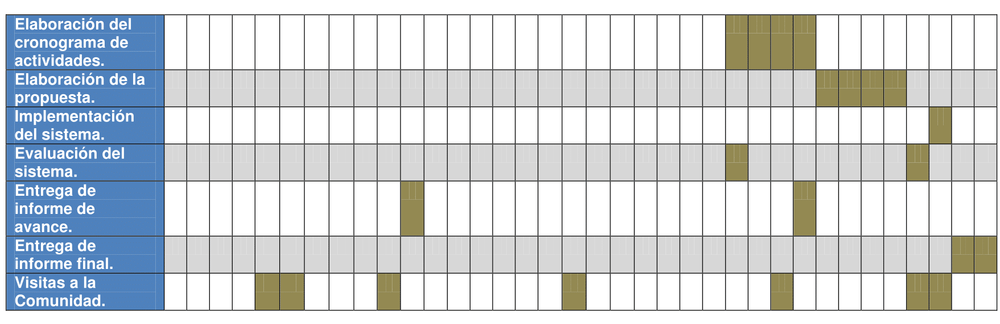 Elaboración del
cronograma de
actividades.
Elaboración de la
propuesta.
Implementación
del sistema.
Evaluación del
sistema.
Entrega de
informe de
avance.
Entrega de
informe final.
Visitas a la
Comunidad.